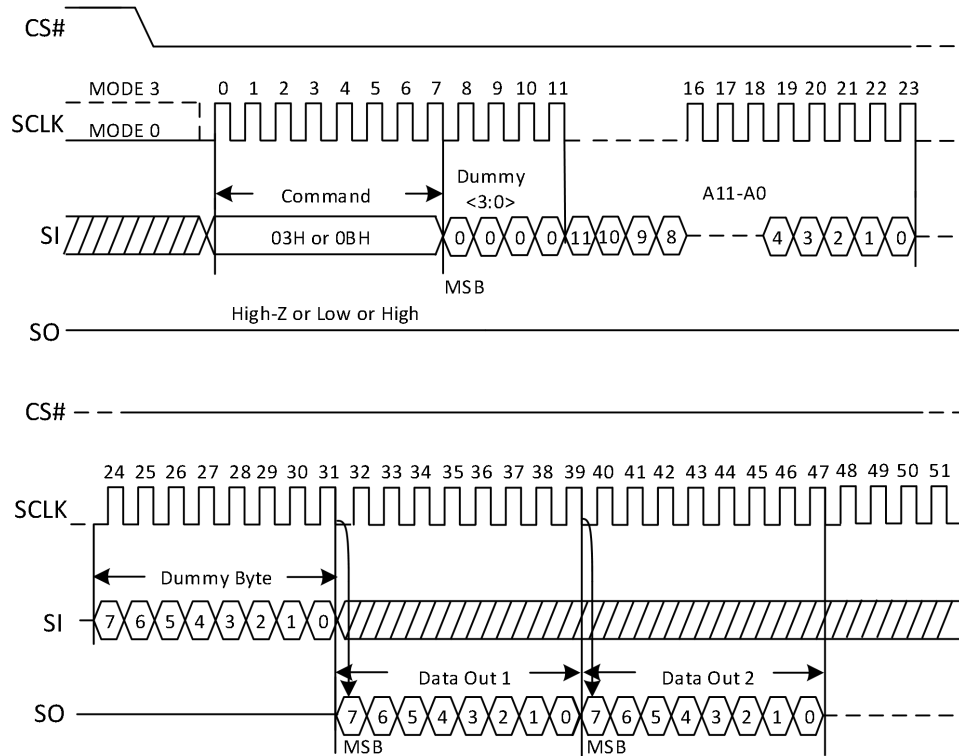 CS#
MODE 3 0 1 2 3 4 5 6 7 8 9 10 11 16 17 18 19 20 21 22 23
SCLK
MODE 0
Command Dummy <3:0> A11-A0
SI 03H or 0BH 0 0 0 0 11 10 9 8 4 3 2 1 0
MSB
High-Z or Low or High
SO
CS#
24 25 26 27 28 29 30 31 32 33 34 35 36 37 38 39 40 41 42 43 44 45 46 47 48 49 50 51
SCLK
Dummy Byte
SI 7 6 5 4 3 2 1 0
Data Out 1 Data Out 2
SO 7 6 5 4 3 2 1 0 7 6 5 4 3 2 1 0
MSB MSB